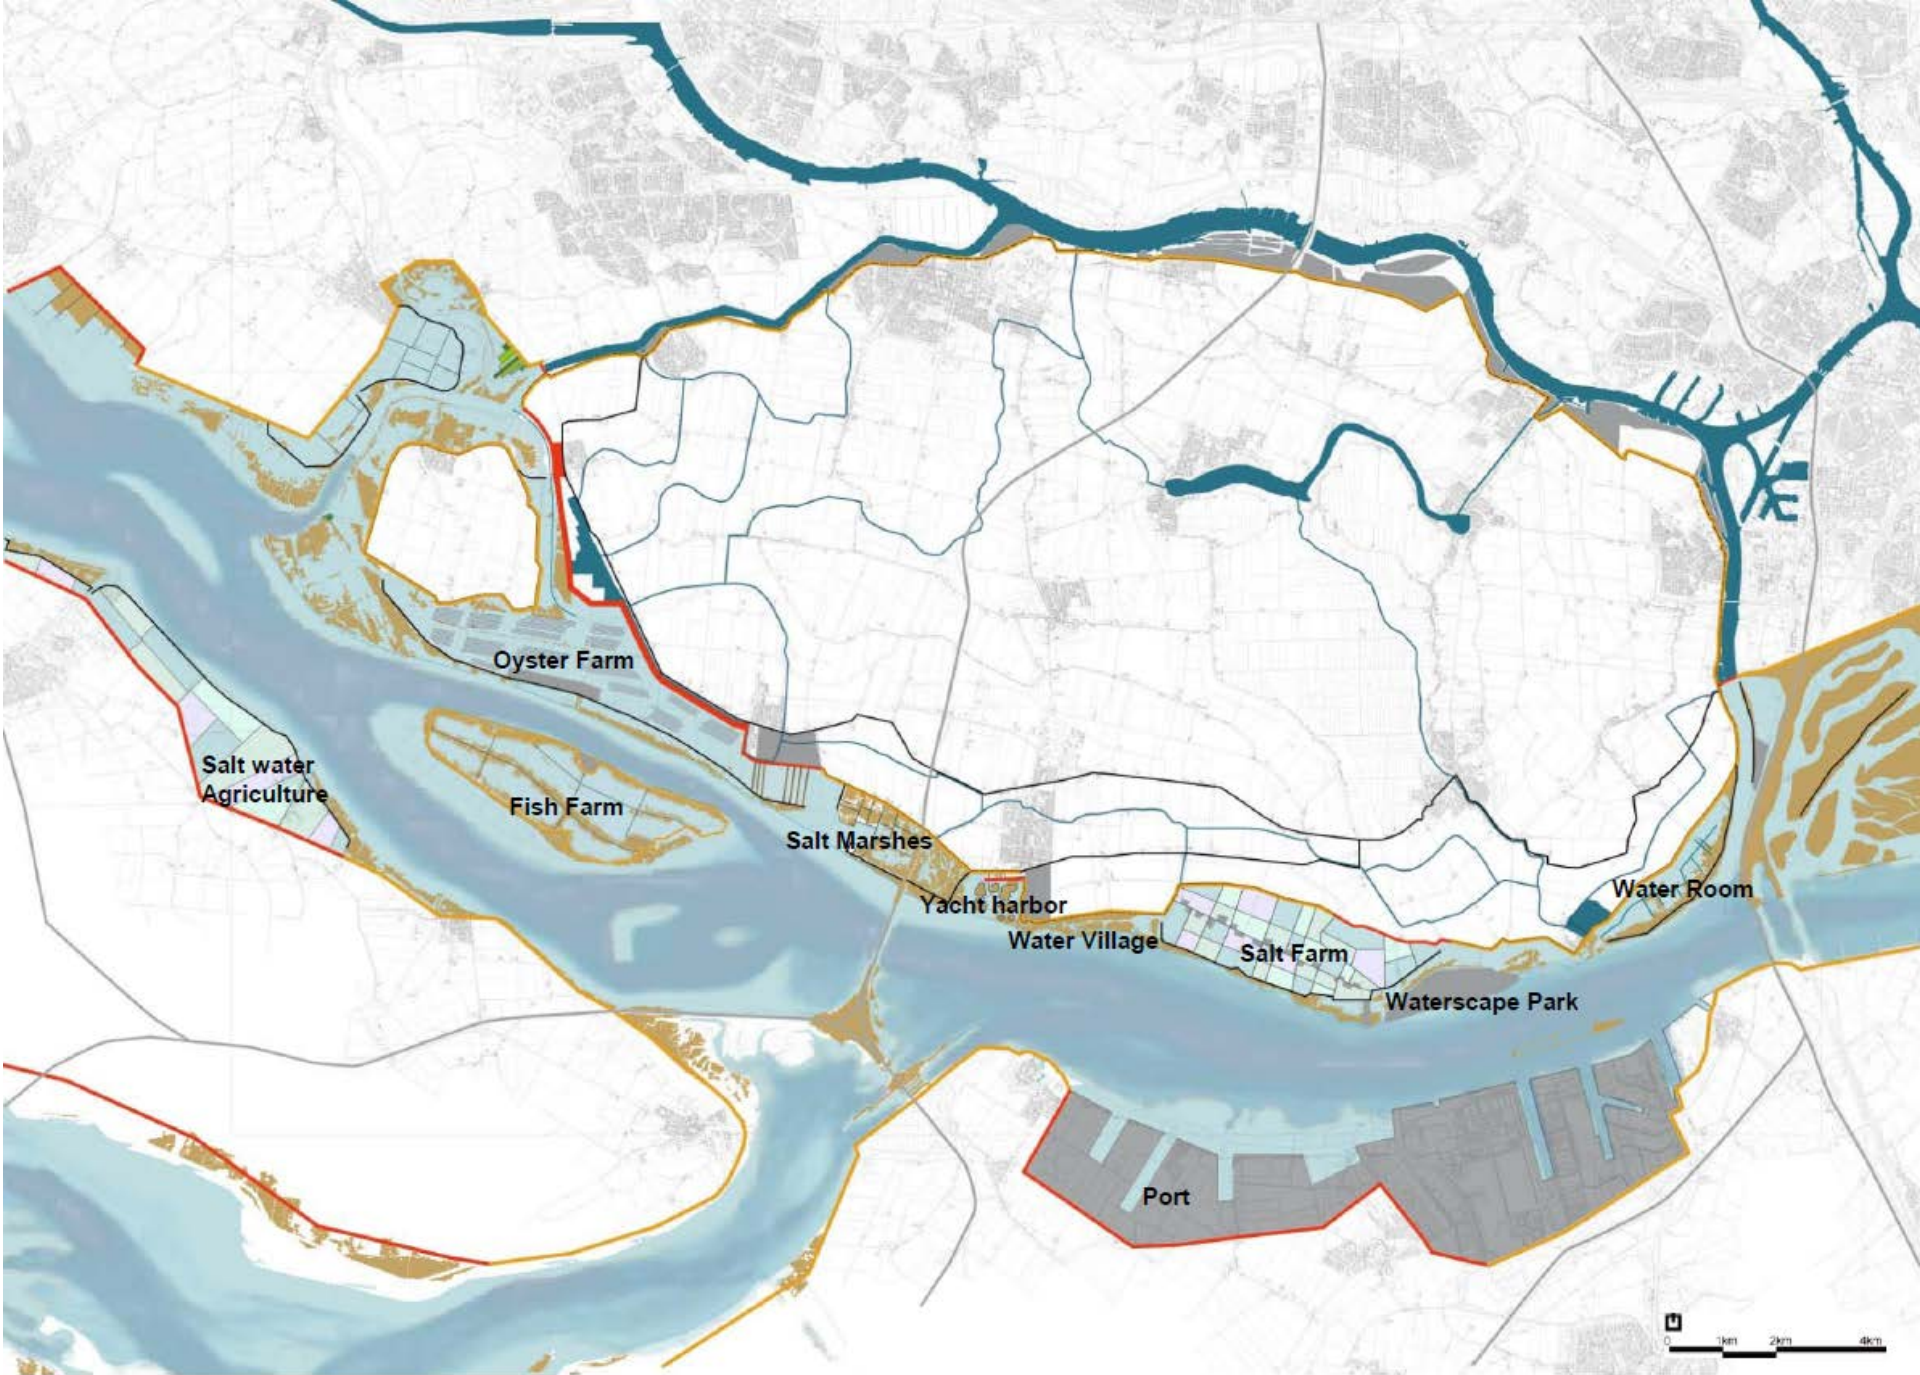 Oyster Farm
Salt water
Agriculture
Fish Farm
Salt Marshes
Yacht harbor
Water Room
Water Village
Salt Farm
Waterscape Park
Port
0 1km 2km 4km